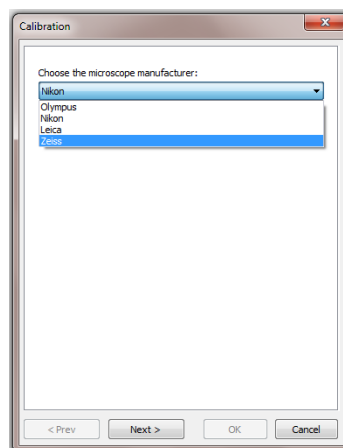 Calibration
Choose the microscope manufacturer:
Nikon
Olympus
Nikon
Leica
Zeiss
< Prev Next > OK Cancel